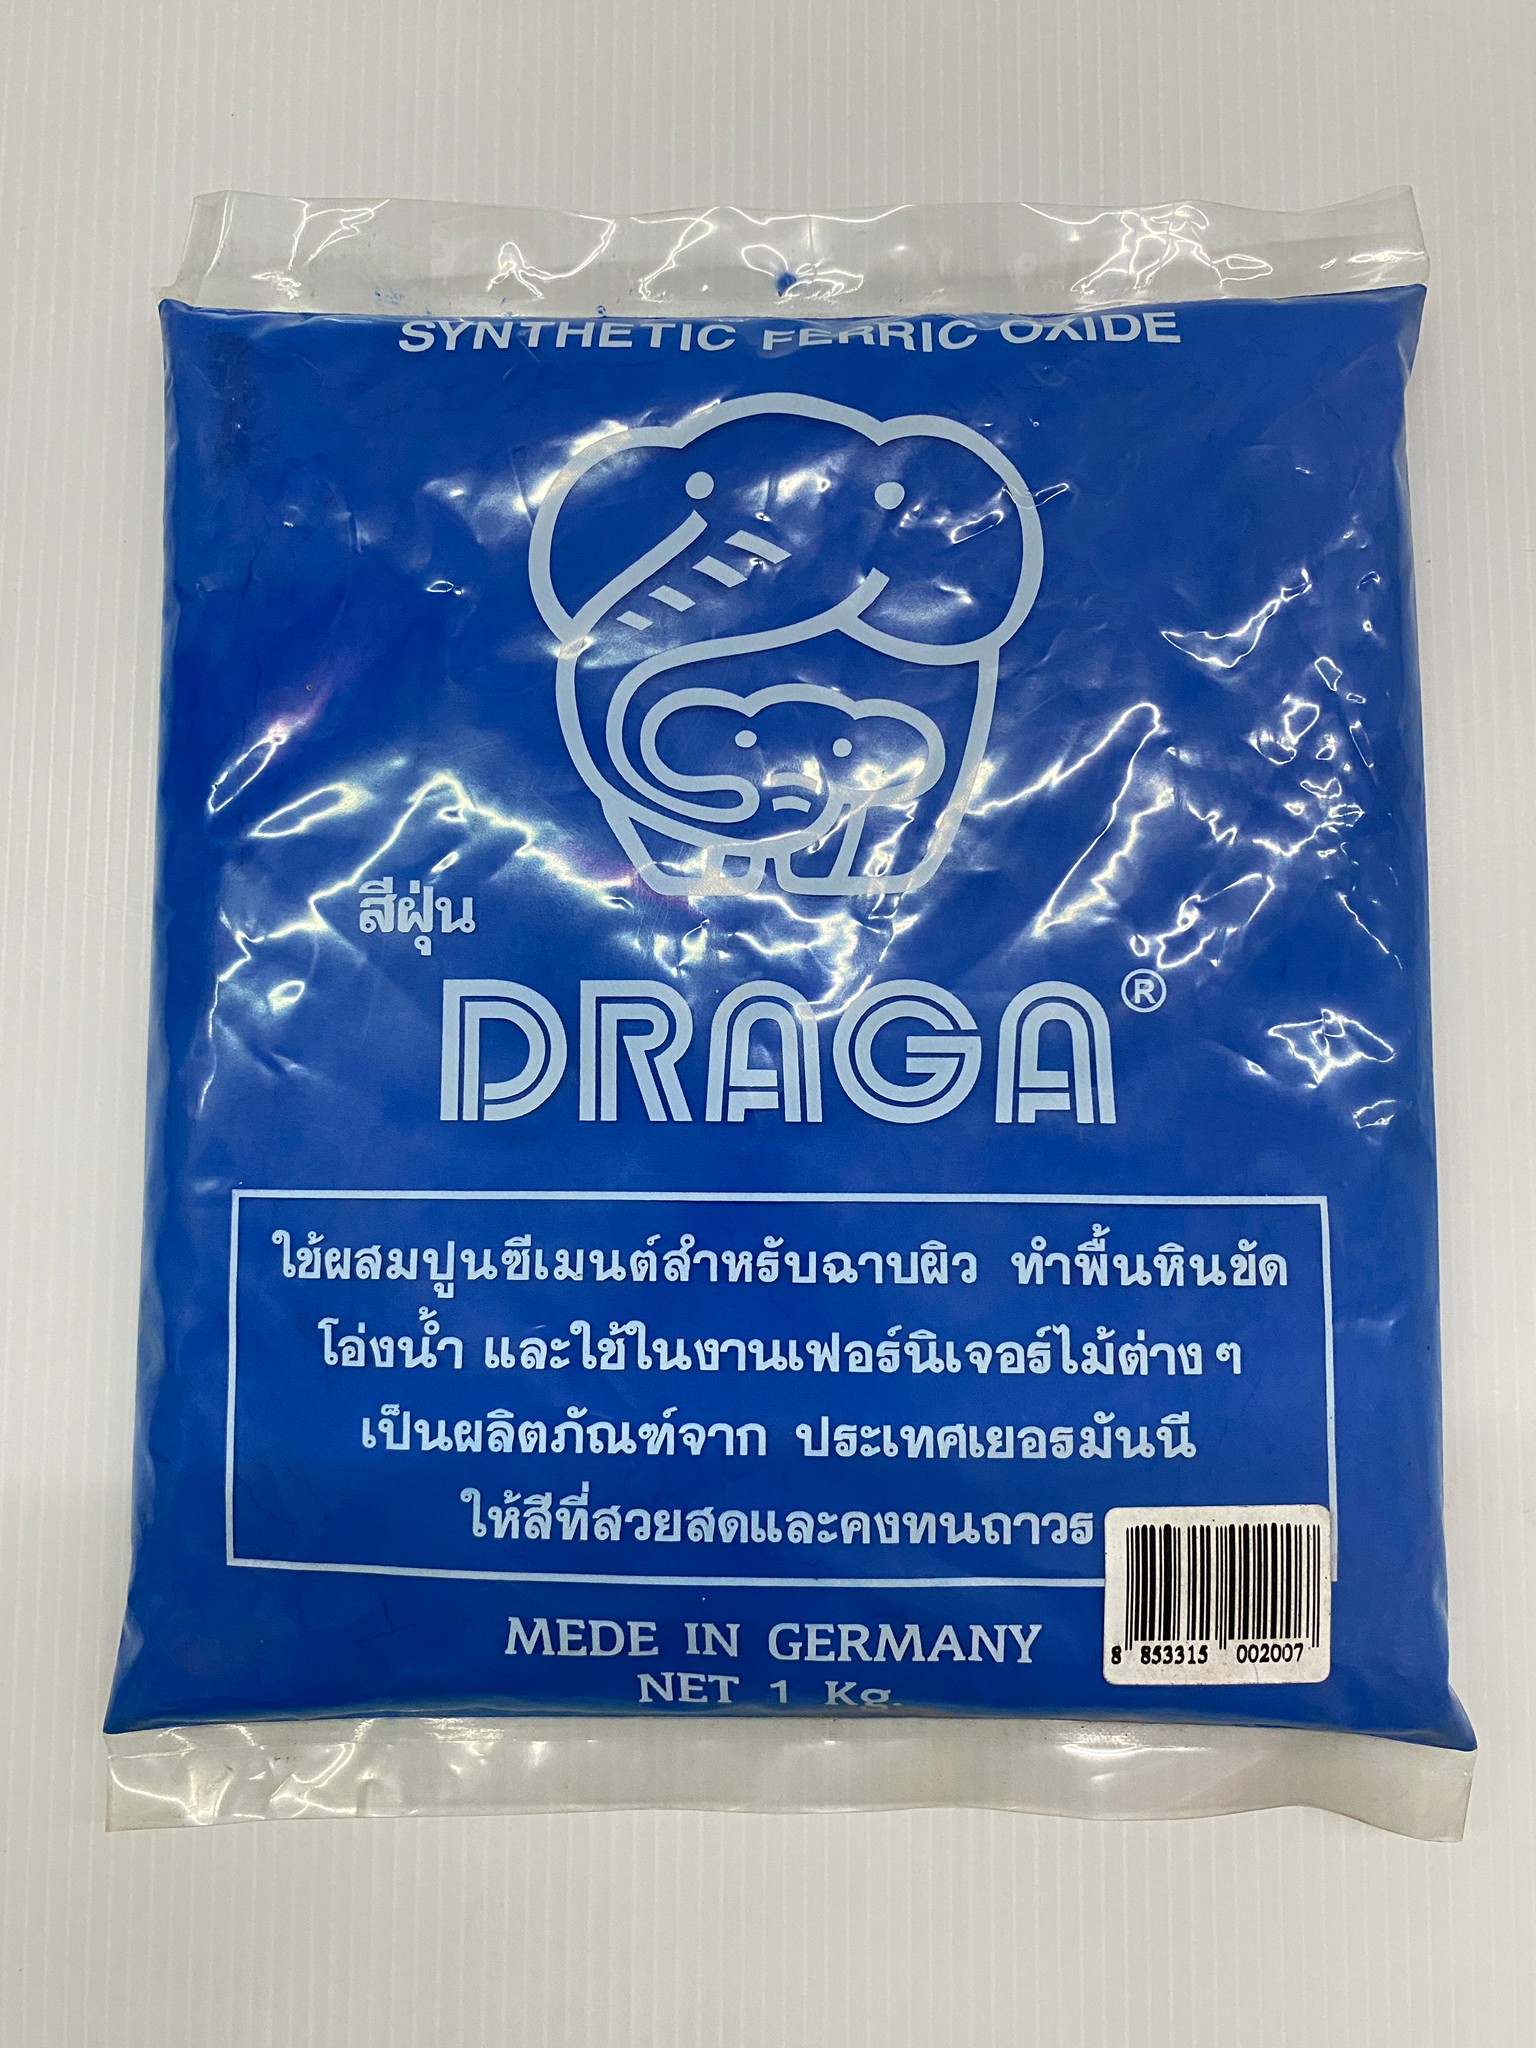 SYNTHETIC FERRIC OXIDE
สีฝุ่น
DRAGA®
ใช้ผสมปูนซีเมนต์สำหรับฉาบผิว ทำพื้นหินขัด
โอ่งน้ำ และใช้ในงานเฟอร์นิเจอร์ไม้ต่าง ๆ
เป็นผลิตภัณฑ์จาก ประเทศเยอรมันนี
ให้สีที่สวยสดและคงทนถาวร
MEDE IN GERMANY
NET 1 Kg.
8 853315 002007